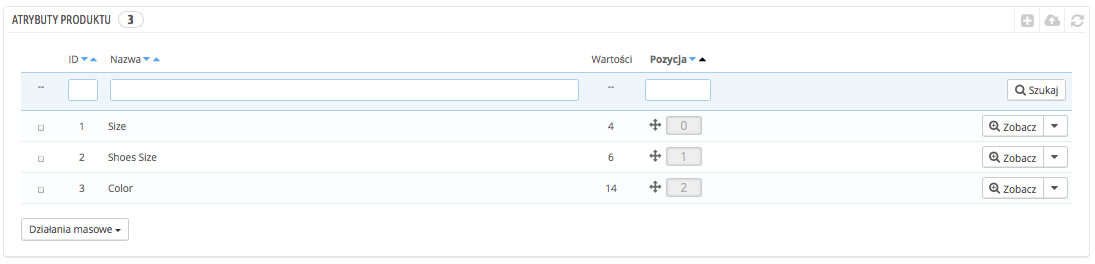 ATRYBUTY PRODUKTU 3
ID Nazwa Wartości Pozycja
-- -- Szukaj
1 Size 4 0 Zobacz
2 Shoes Size 6 1 Zobacz
3 Color 14 2 Zobacz
Działania masowe